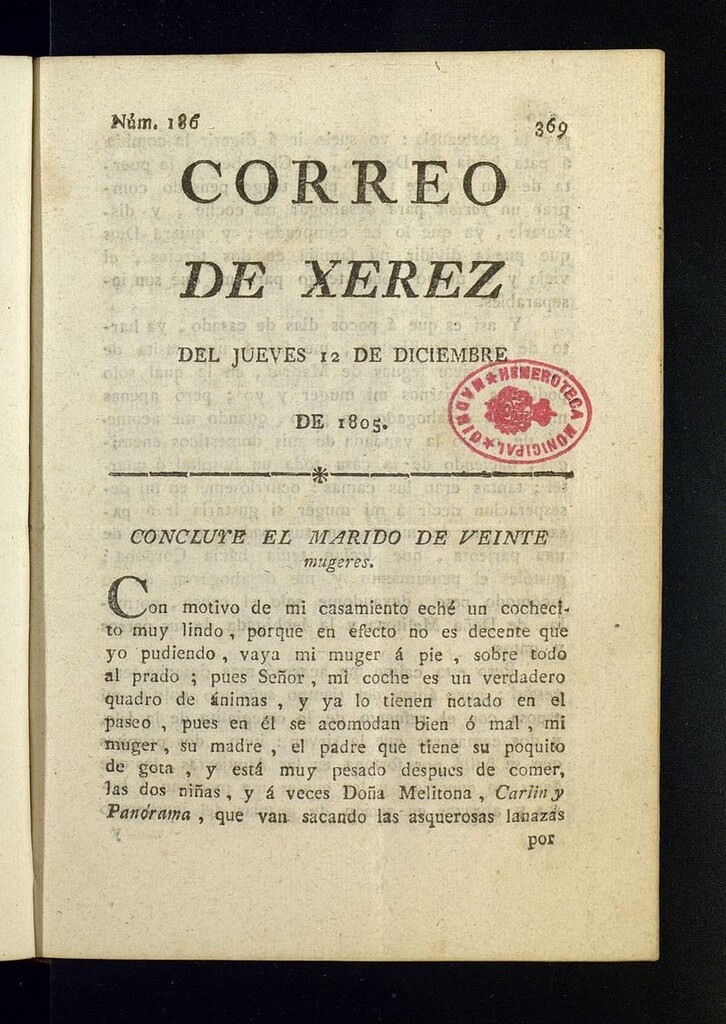 Núm. 186 369
CORREO
DE XEREZ
DEL JUEVES 12 DE DICIEMBRE
DE 1805.
HEMEROTECA MUNICIPAL MADRID
CONCLUYE EL MARIDO DE VEINTE
mugeres.
Con motivo de mi casamiento eché un cocheci-
to muy lindo, porque en efecto no es decente que
yo pudiendo, vaya mi muger á pie, sobre todo
al prado; pues Señor, mi coche es un verdadero
quadro de ánimas, y ya lo tienen notado en el
paseo, pues en él se acomodan bien ó mal, mi
muger, su madre, el padre que tiene su poquito
de gota, y está muy pesado despues de comer,
las dos niñas, y á veces Doña Melitona, Carlin y
Panórama, que van sacando las asquerosas lanazas
por